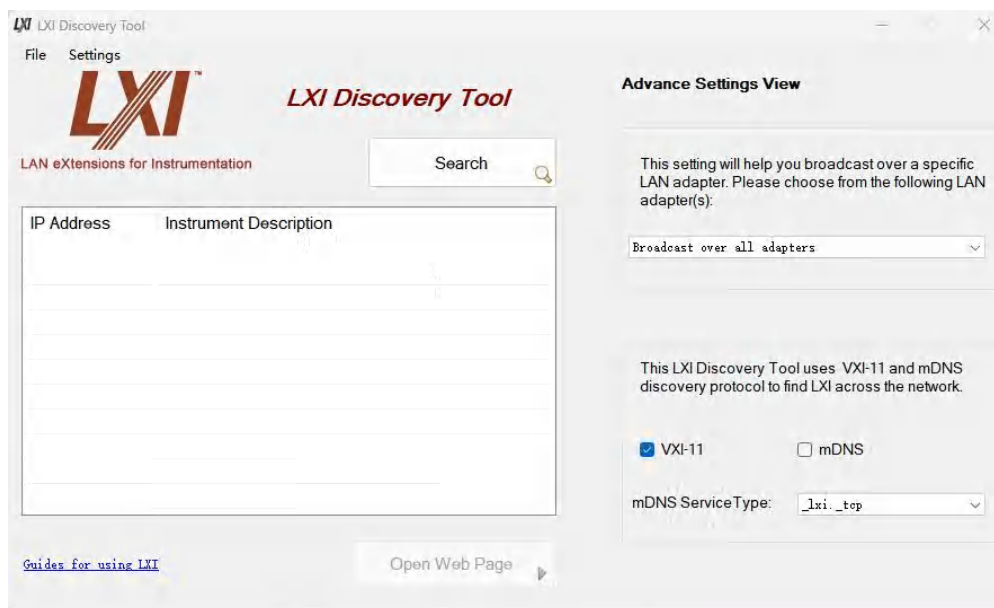 LXI LXI Discovery Tool
File Settings
LXI™
LAN eXtensions for Instrumentation
LXI Discovery Tool
Search
IP Address Instrument Description
Guides for using LXI
Open Web Page
Advance Settings View
This setting will help you broadcast over a specific
LAN adapter. Please choose from the following LAN
adapter(s):
Broadcast over all adapters
This LXI Discovery Tool uses VXI-11 and mDNS
discovery protocol to find LXI across the network.
VXI-11 mDNS
mDNS ServiceType: _lxi._tcp